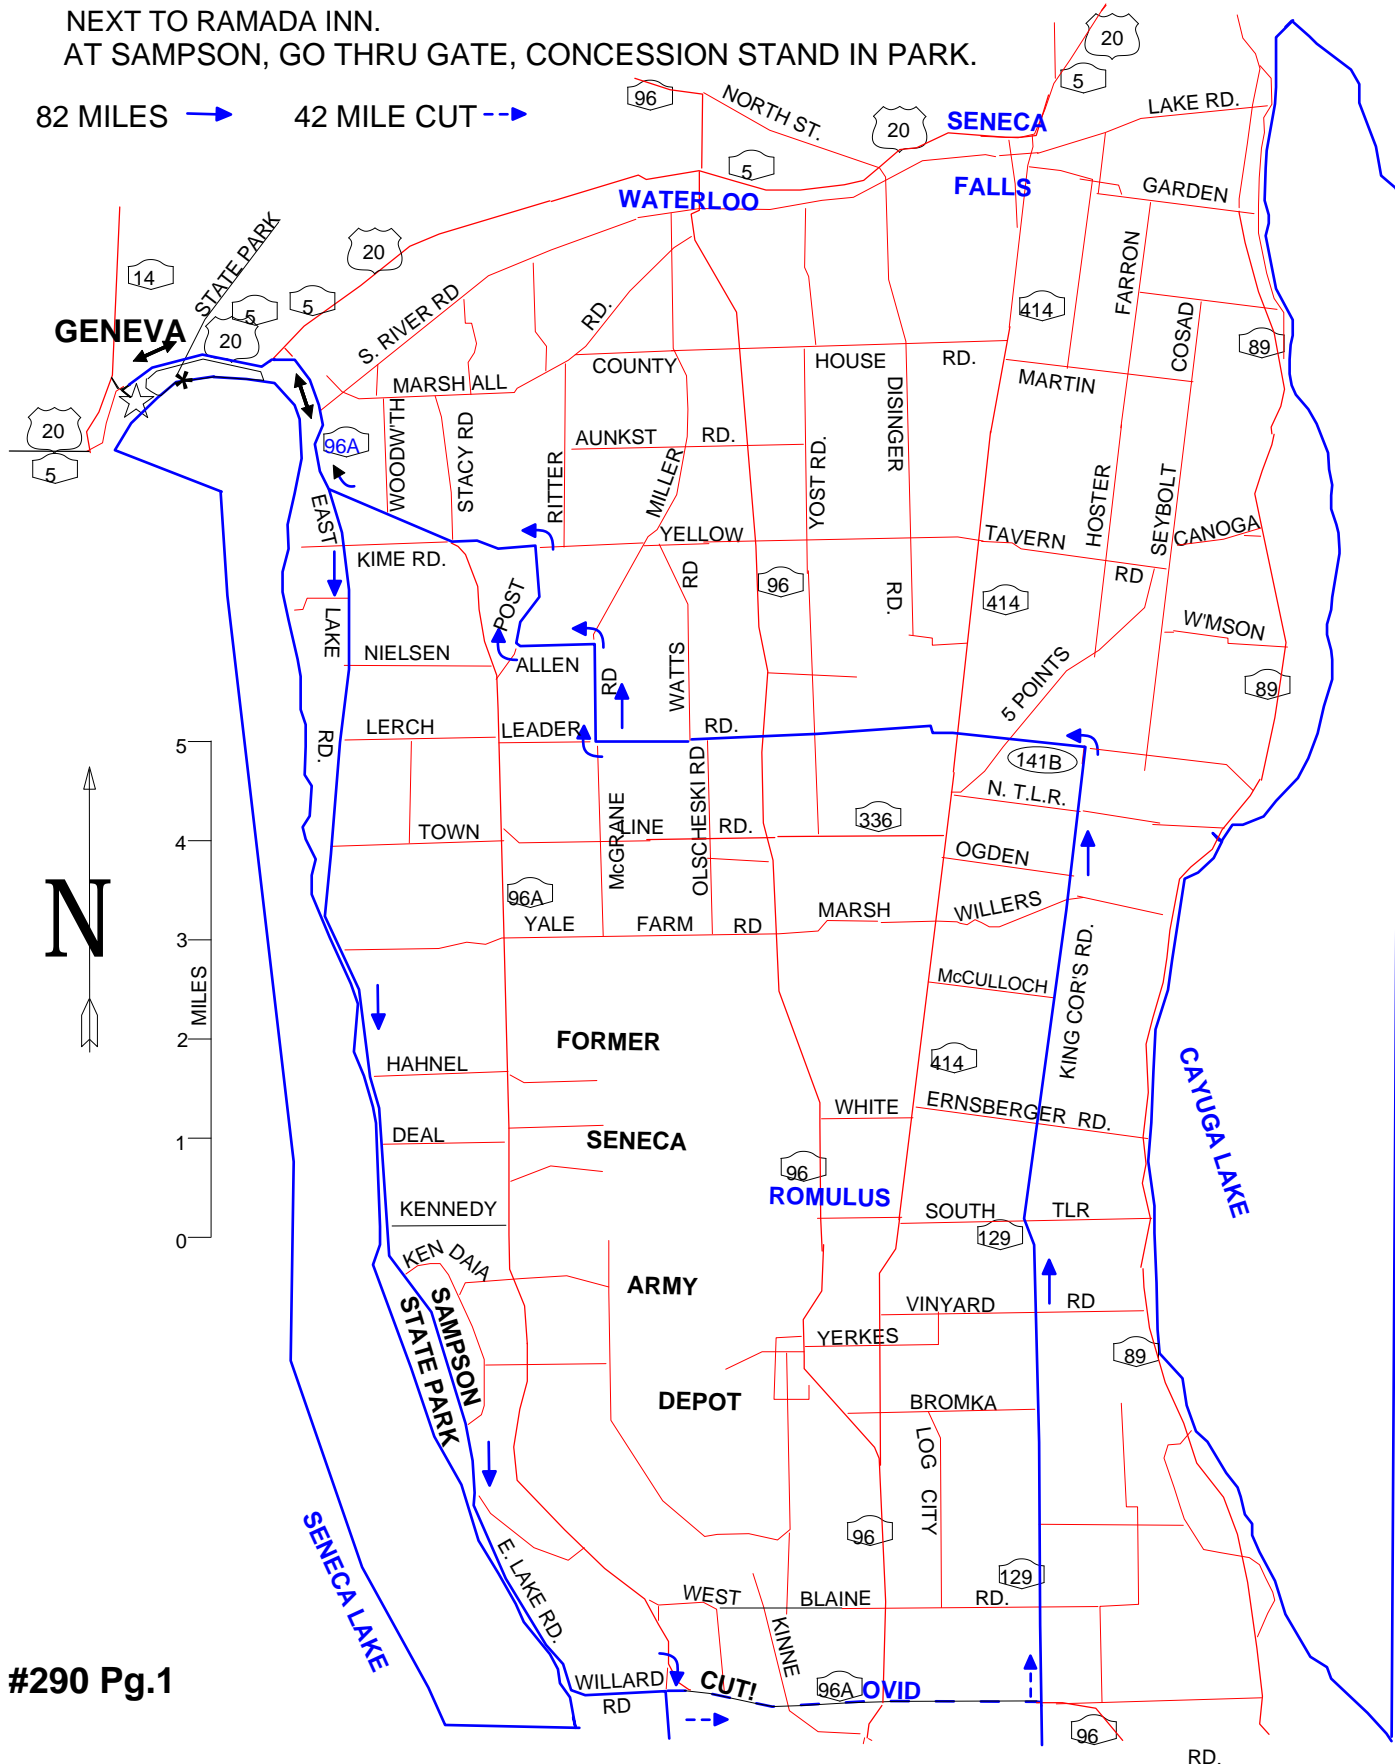 NEXT TO RAMADA INN.
AT SAMPSON, GO THRU GATE, CONCESSION STAND IN PARK.
82 MILES
42 MILE CUT
96
NORTH ST.
20
5
LAKE RD.
20
SENECA
FALLS
5
WATERLOO
GARDEN
14
STATE PARK
20
5
5
20
GENEVA
S. RIVER RD
RD.
414
FARRON
COSAD
89
COUNTY
HOUSE
RD.
MARSH ALL
MARTIN
20
5
96A
WOODW'TH
STACY RD
RITTER
AUNKST
RD.
MILLER
YOST RD.
DISINGER
RD.
HOSTER
SEYBOLT
CANOGA
EAST
LAKE
RD.
KIME RD.
YELLOW
TAVERN
RD
POST
RD
WATTS
96
414
W'MSON
NIELSEN
ALLEN
RD
5 POINTS
89
LERCH
LEADER
RD.
141B
5
4
3
2
1
0
MILES
N
N. T.L.R.
McGRANE
OLSCHESKI RD
TOWN
LINE
RD.
336
OGDEN
96A
YALE
FARM
RD
MARSH
WILLERS
KING COR'S RD.
McCULLOCH
FORMER
414
HAHNEL
CAYUGA LAKE
WHITE
ERNSBERGER RD.
DEAL
SENECA
96
ROMULUS
KENNEDY
SOUTH
TLR
129
KEN DAIA
ARMY
VINYARD
RD
SAMPSON
STATE PARK
YERKES
89
DEPOT
BROMKA
LOG CITY
96
SENECA LAKE
E. LAKE RD.
129
WEST
BLAINE
RD.
KINNE
#290 Pg.1
WILLARD
RD
CUT!
96A
OVID
96
RD.